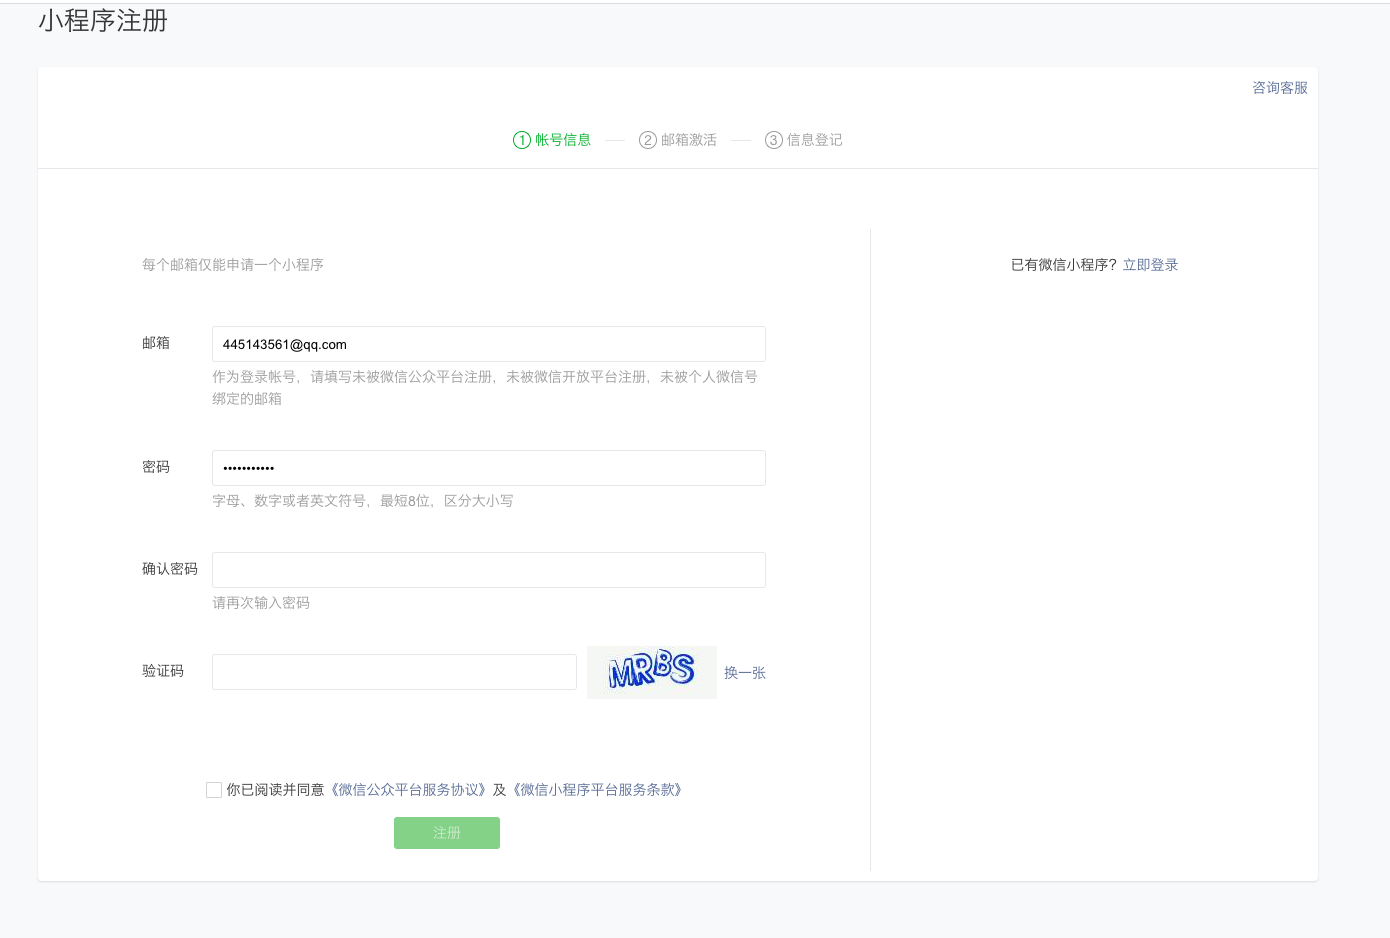 小程序注册
咨询客服
① 帐号信息 — ② 邮箱激活 — ③ 信息登记
每个邮箱仅能申请一个小程序
已有微信小程序？立即登录
邮箱
445143561@qq.com
作为登录帐号，请填写未被微信公众平台注册，未被微信开放平台注册，未被个人微信号
绑定的邮箱
密码
•••••••••••
字母、数字或者英文符号，最短8位，区分大小写
确认密码
请再次输入密码
验证码
MRBS
换一张
你已阅读并同意《微信公众平台服务协议》及《微信小程序平台服务条款》
注册